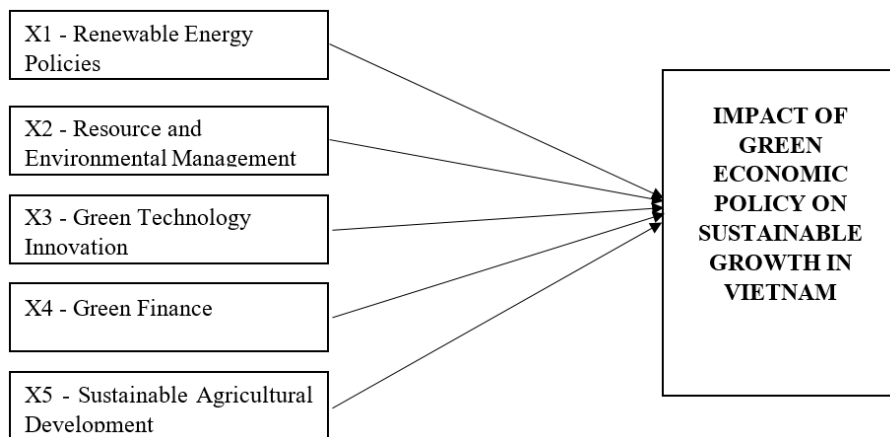 X1 - Renewable Energy
Policies
X2 - Resource and
Environmental Management
X3 - Green Technology
Innovation
X4 - Green Finance
X5 - Sustainable Agricultural
Development
IMPACT OF
GREEN
ECONOMIC
POLICY ON
SUSTAINABLE
GROWTH IN
VIETNAM